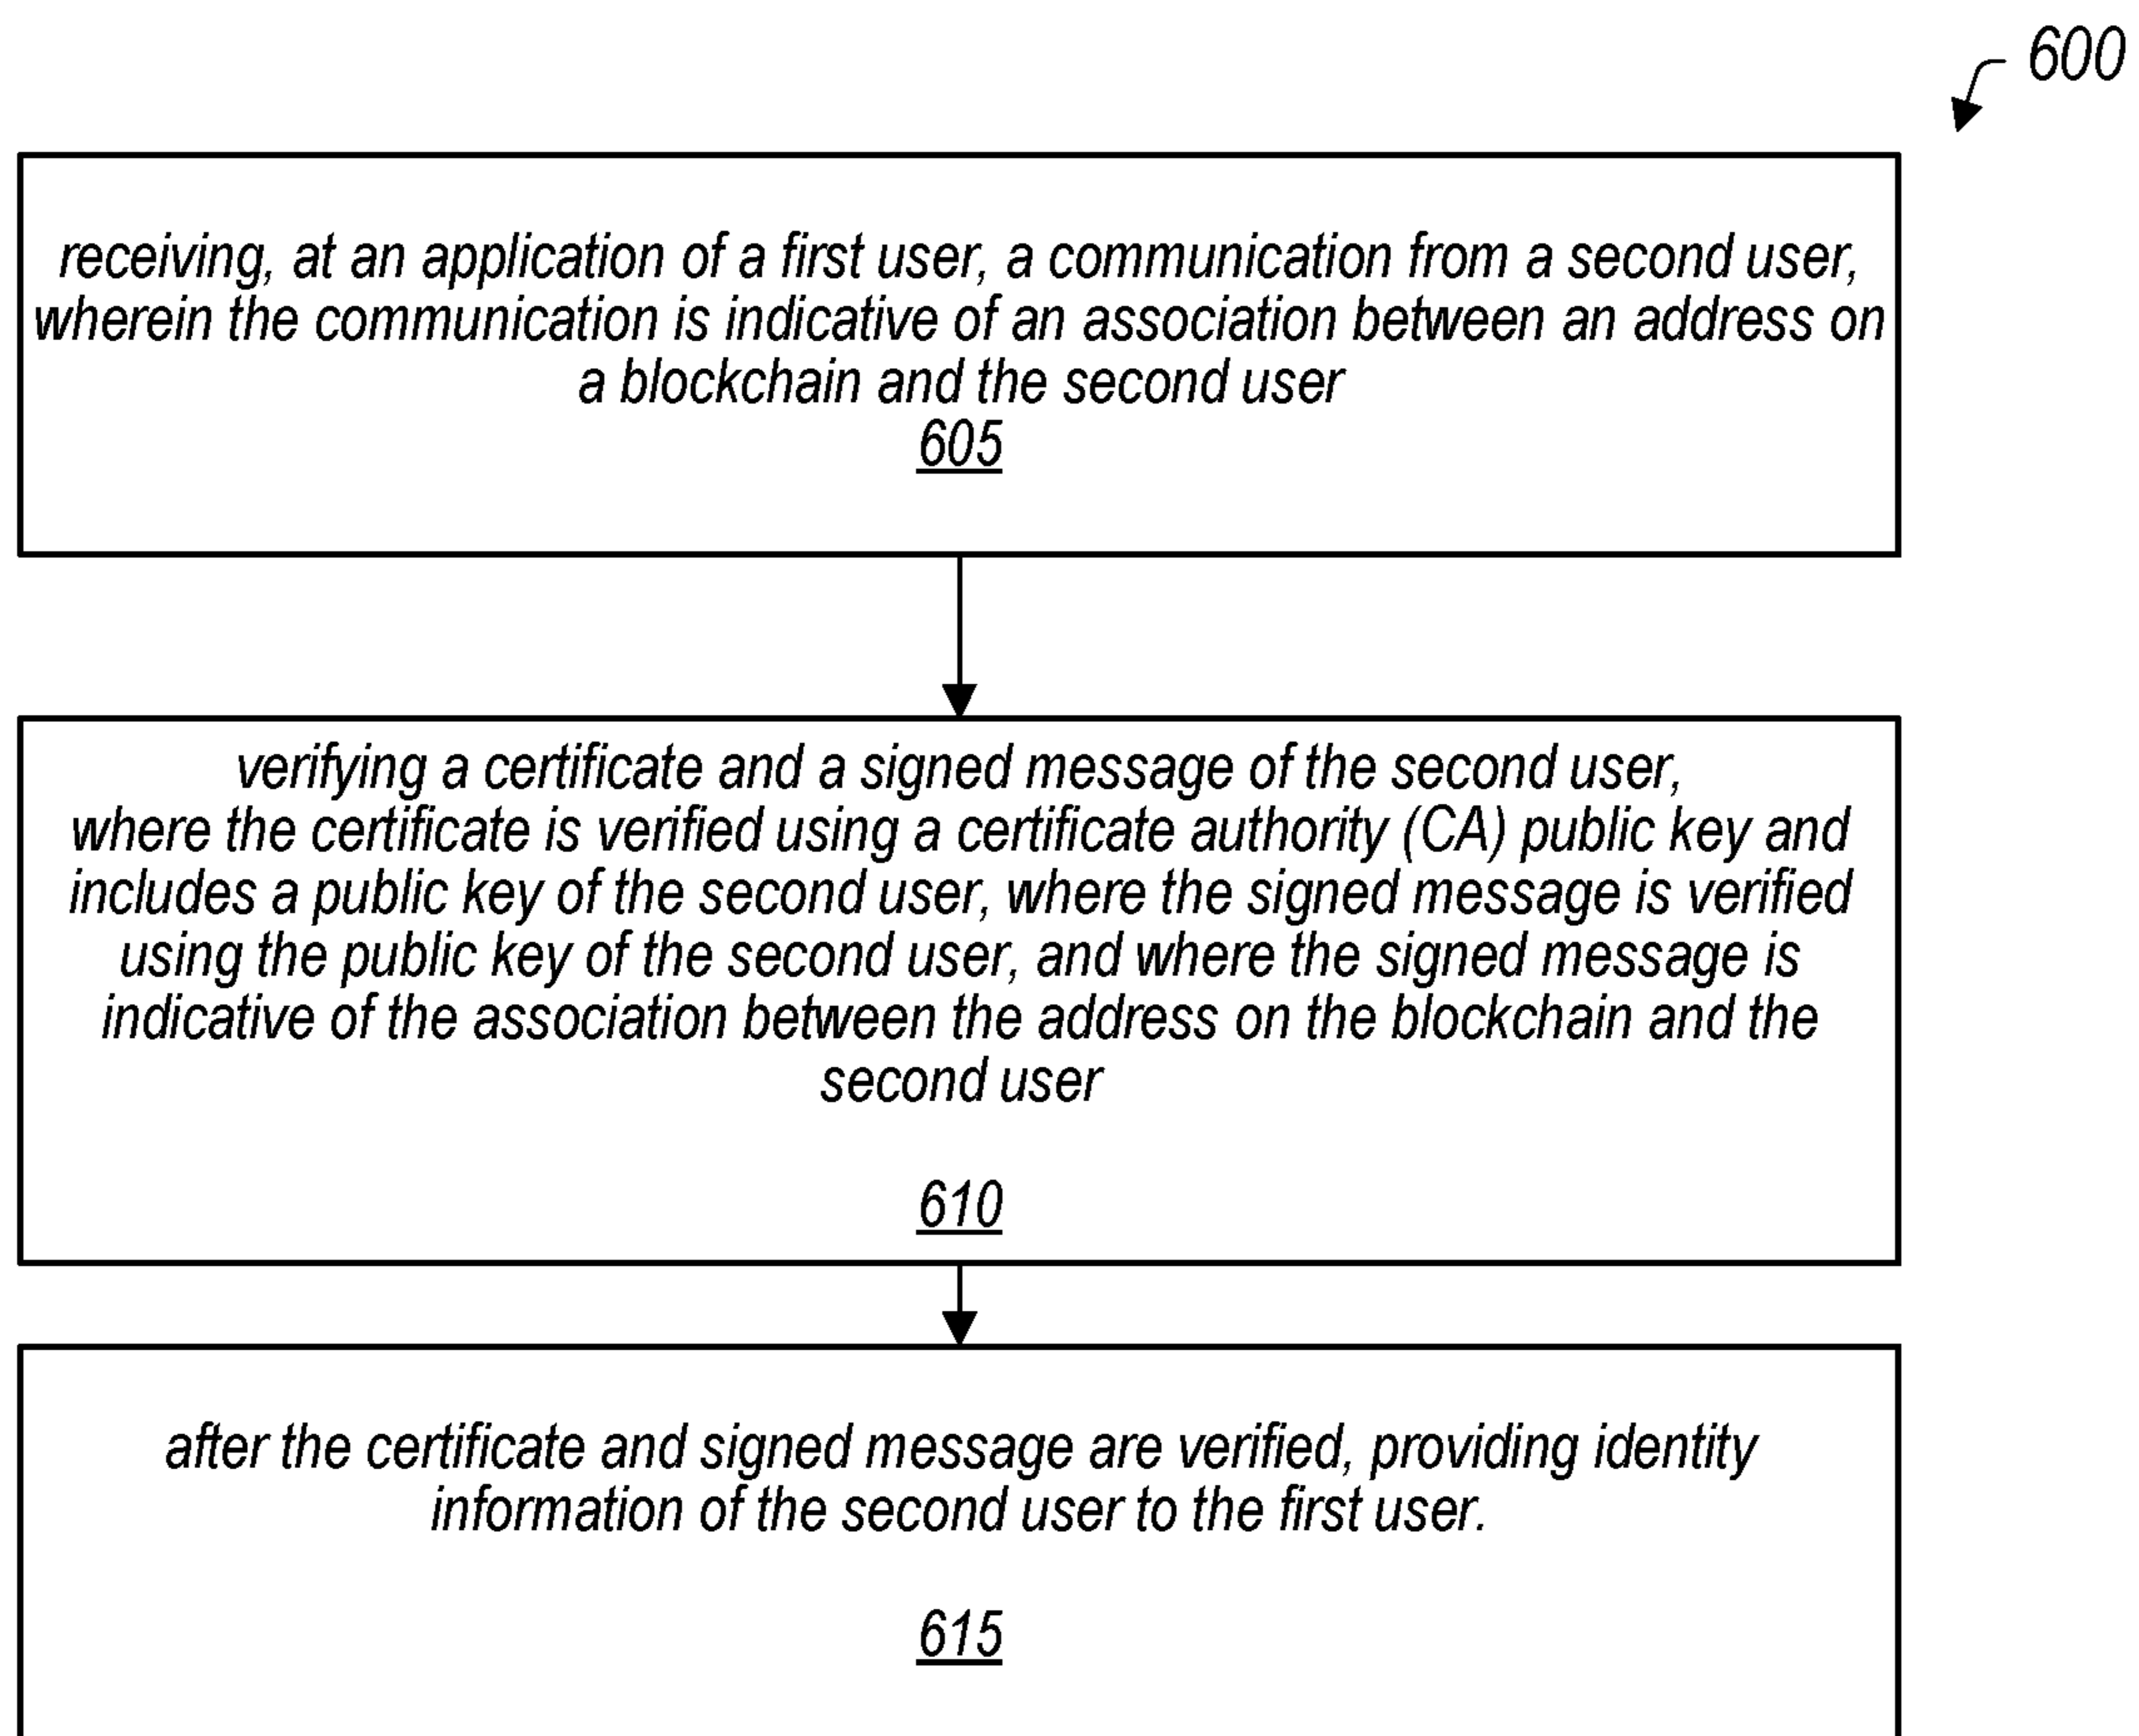 600
receiving, at an application of a first user, a communication from a second user,
wherein the communication is indicative of an association between an address on
a blockchain and the second user
605
verifying a certificate and a signed message of the second user,
where the certificate is verified using a certificate authority (CA) public key and
includes a public key of the second user, where the signed message is verified
using the public key of the second user, and where the signed message is
indicative of the association between the address on the blockchain and the
second user
610
after the certificate and signed message are verified, providing identity
information of the second user to the first user.
615